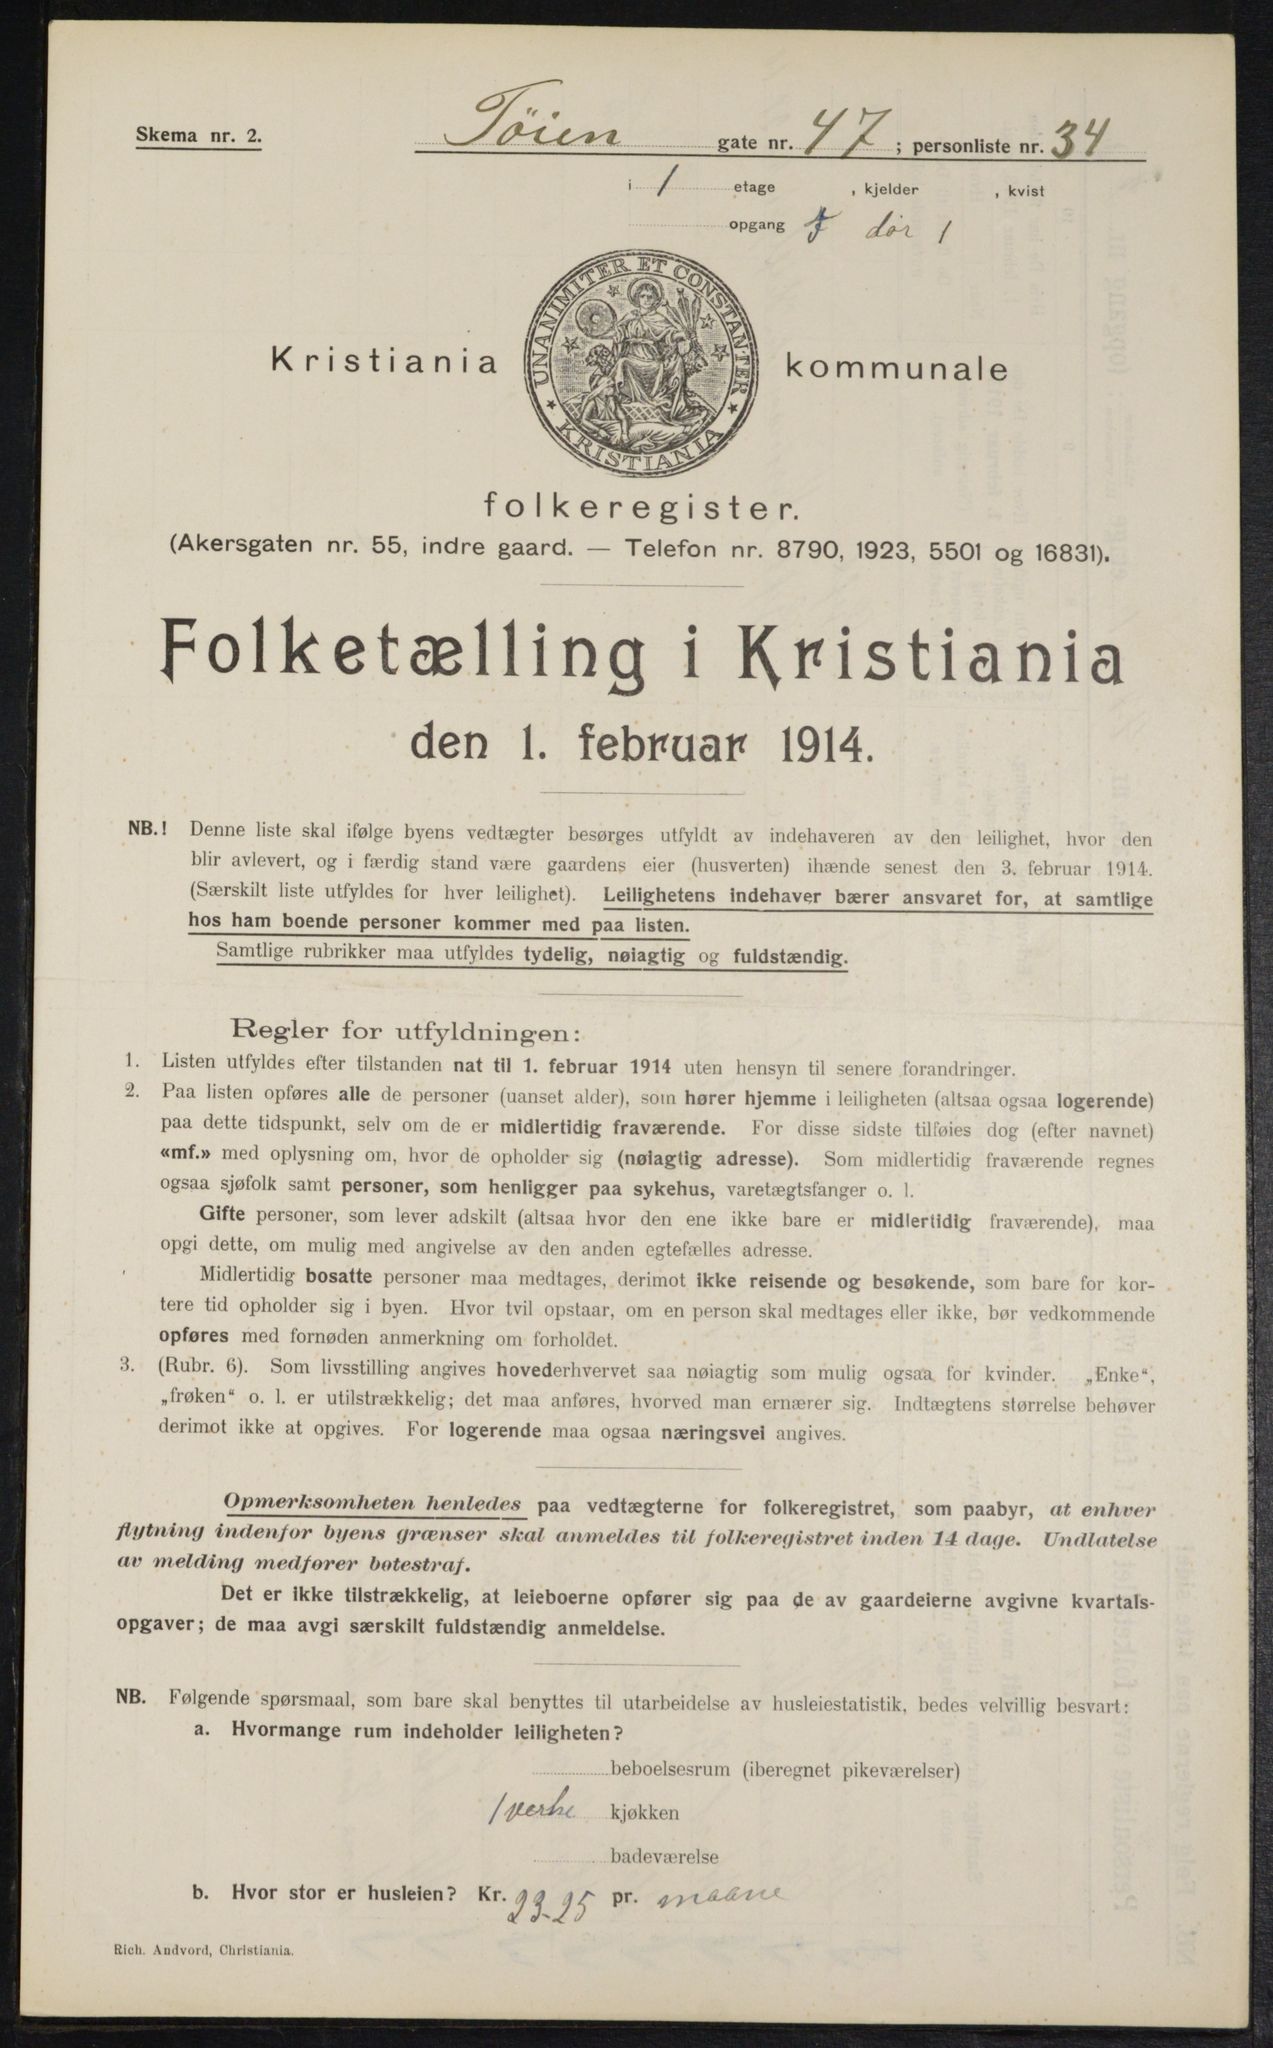 Skema nr. 2.
Töien gate nr. 47; personliste nr. 34
i 1 etage , kjelder , kvist
opgang F dør 1
Kristiania kommunale
UNANIMITER ET CONSTANTER
KRISTIANIA
folkeregister.
(Akersgaten nr. 55, indre gaard. — Telefon nr. 8790, 1923, 5501 og 16831).
Folketælling i Kristiania
den 1. februar 1914.
NB.! Denne liste skal ifølge byens vedtægter besørges utfyldt av indehaveren av den leilighet, hvor den
blir avlevert, og i færdig stand være gaardens eier (husverten) ihænde senest den 3. februar 1914.
(Særskilt liste utfyldes for hver leilighet). Leilighetens indehaver bærer ansvaret for, at samtlige
hos ham boende personer kommer med paa listen.
Samtlige rubrikker maa utfyldes tydelig, nøiagtig og fuldstændig.
Regler for utfyldningen:
1. Listen utfyldes efter tilstanden nat til 1. februar 1914 uten hensyn til senere forandringer.
2. Paa listen opføres alle de personer (uanset alder), som hører hjemme i leiligheten (altsaa ogsaa logerende)
paa dette tidspunkt, selv om de er midlertidig fraværende. For disse sidste tilføies dog (efter navnet)
«mf.» med oplysning om, hvor de opholder sig (nøiagtig adresse). Som midlertidig fraværende regnes
ogsaa sjøfolk samt personer, som henligger paa sykehus, varetægtsfanger o. l.
Gifte personer, som lever adskilt (altsaa hvor den ene ikke bare er midlertidig fraværende), maa
opgi dette, om mulig med angivelse av den anden egtefælles adresse.
Midlertidig bosatte personer maa medtages, derimot ikke reisende og besøkende, som bare for kor-
tere tid opholder sig i byen. Hvor tvil opstaar, om en person skal medtages eller ikke, bør vedkommende
opføres med fornøden anmerkning om forholdet.
3. (Rubr. 6). Som livsstilling angives hovederhvervet saa nøiagtig som mulig ogsaa for kvinder. „Enke“,
„frøken“ o. l. er utilstrækkelig; det maa anføres, hvorved man ernærer sig. Indtægtens størrelse behøver
derimot ikke at opgives. For logerende maa ogsaa næringsvei angives.
Opmerksomheten henledes paa vedtægterne for folkeregistret, som paabyr, at enhver
flytning indenfor byens grænser skal anmeldes til folkeregistret inden 14 dage. Undlatelse
av melding medfører bøtestraf.
Det er ikke tilstrækkelig, at leieboerne opfører sig paa de av gaardeierne avgivne kvartals-
opgaver; de maa avgi særskilt fuldstændig anmeldelse.
NB. Følgende spørsmaal, som bare skal benyttes til utarbeidelse av husleiestatistik, bedes velvillig besvart:
a. Hvormange rum indeholder leiligheten?
beboelsesrum (iberegnet pikeværelser)
1 kjøkken
badeværelse
b. Hvor stor er husleien? Kr. 23-25 pr. maane
Rich. Andvord, Christiania.